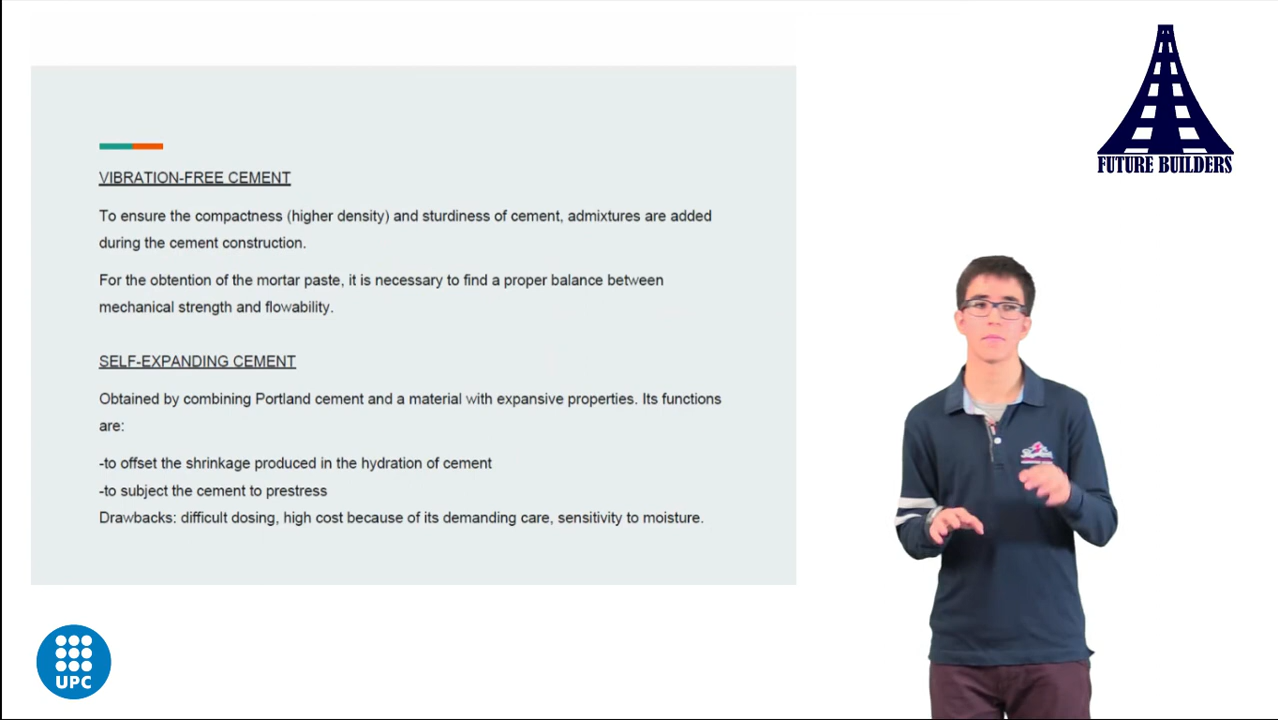 FUTURE BUILDERS
VIBRATION-FREE CEMENT
To ensure the compactness (higher density) and sturdiness of cement, admixtures are added
during the cement construction.
For the obtention of the mortar paste, it is necessary to find a proper balance between
mechanical strength and flowability.
SELF-EXPANDING CEMENT
Obtained by combining Portland cement and a material with expansive properties. Its functions
are:
-to offset the shrinkage produced in the hydration of cement
-to subject the cement to prestress
Drawbacks: difficult dosing, high cost because of its demanding care, sensitivity to moisture.
UPC